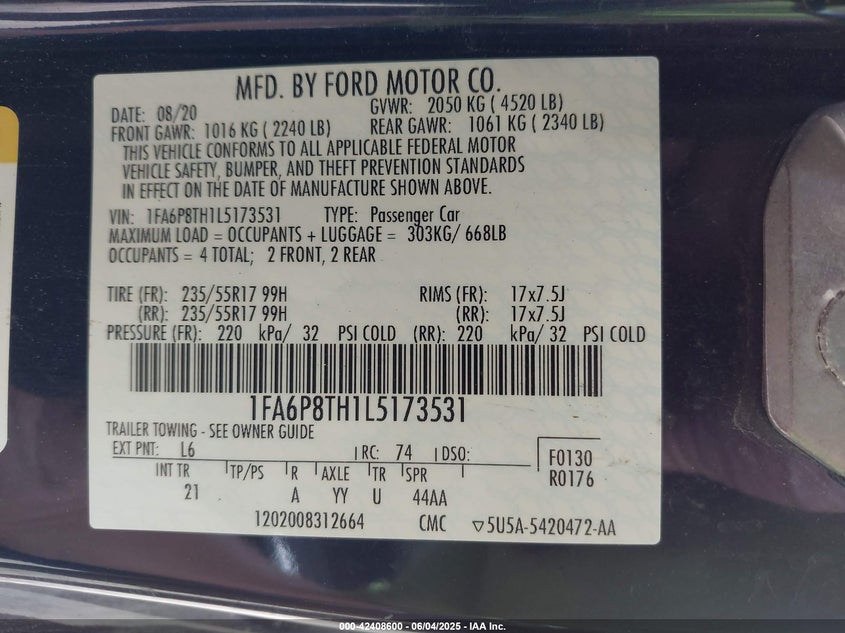 MFD. BY FORD MOTOR CO.
DATE: 08/20 GVWR: 2050 KG ( 4520 LB)
FRONT GAWR: 1016 KG ( 2240 LB) REAR GAWR: 1061 KG ( 2340 LB)
THIS VEHICLE CONFORMS TO ALL APPLICABLE FEDERAL MOTOR
VEHICLE SAFETY, BUMPER, AND THEFT PREVENTION STANDARDS
IN EFFECT ON THE DATE OF MANUFACTURE SHOWN ABOVE.
VIN: 1FA6P8TH1L5173531 TYPE: Passenger Car
MAXIMUM LOAD = OCCUPANTS + LUGGAGE = 303KG/ 668LB
OCCUPANTS = 4 TOTAL; 2 FRONT, 2 REAR
TIRE (FR): 235/55R17 99H RIMS (FR): 17x7.5J
(RR): 235/55R17 99H (RR): 17x7.5J
PRESSURE (FR): 220 kPa/ 32 PSI COLD (RR): 220 kPa/ 32 PSI COLD
1FA6P8TH1L5173531
TRAILER TOWING - SEE OWNER GUIDE
EXT PNT: L6 RC: 74 DSO: F0130
INT TR TP/PS R AXLE TR SPR R0176
21 A YY U 44AA
1202008312664 CMC ▽5U5A-5420472-AA
000-42408600 - 06/04/2025 - IAA Inc.